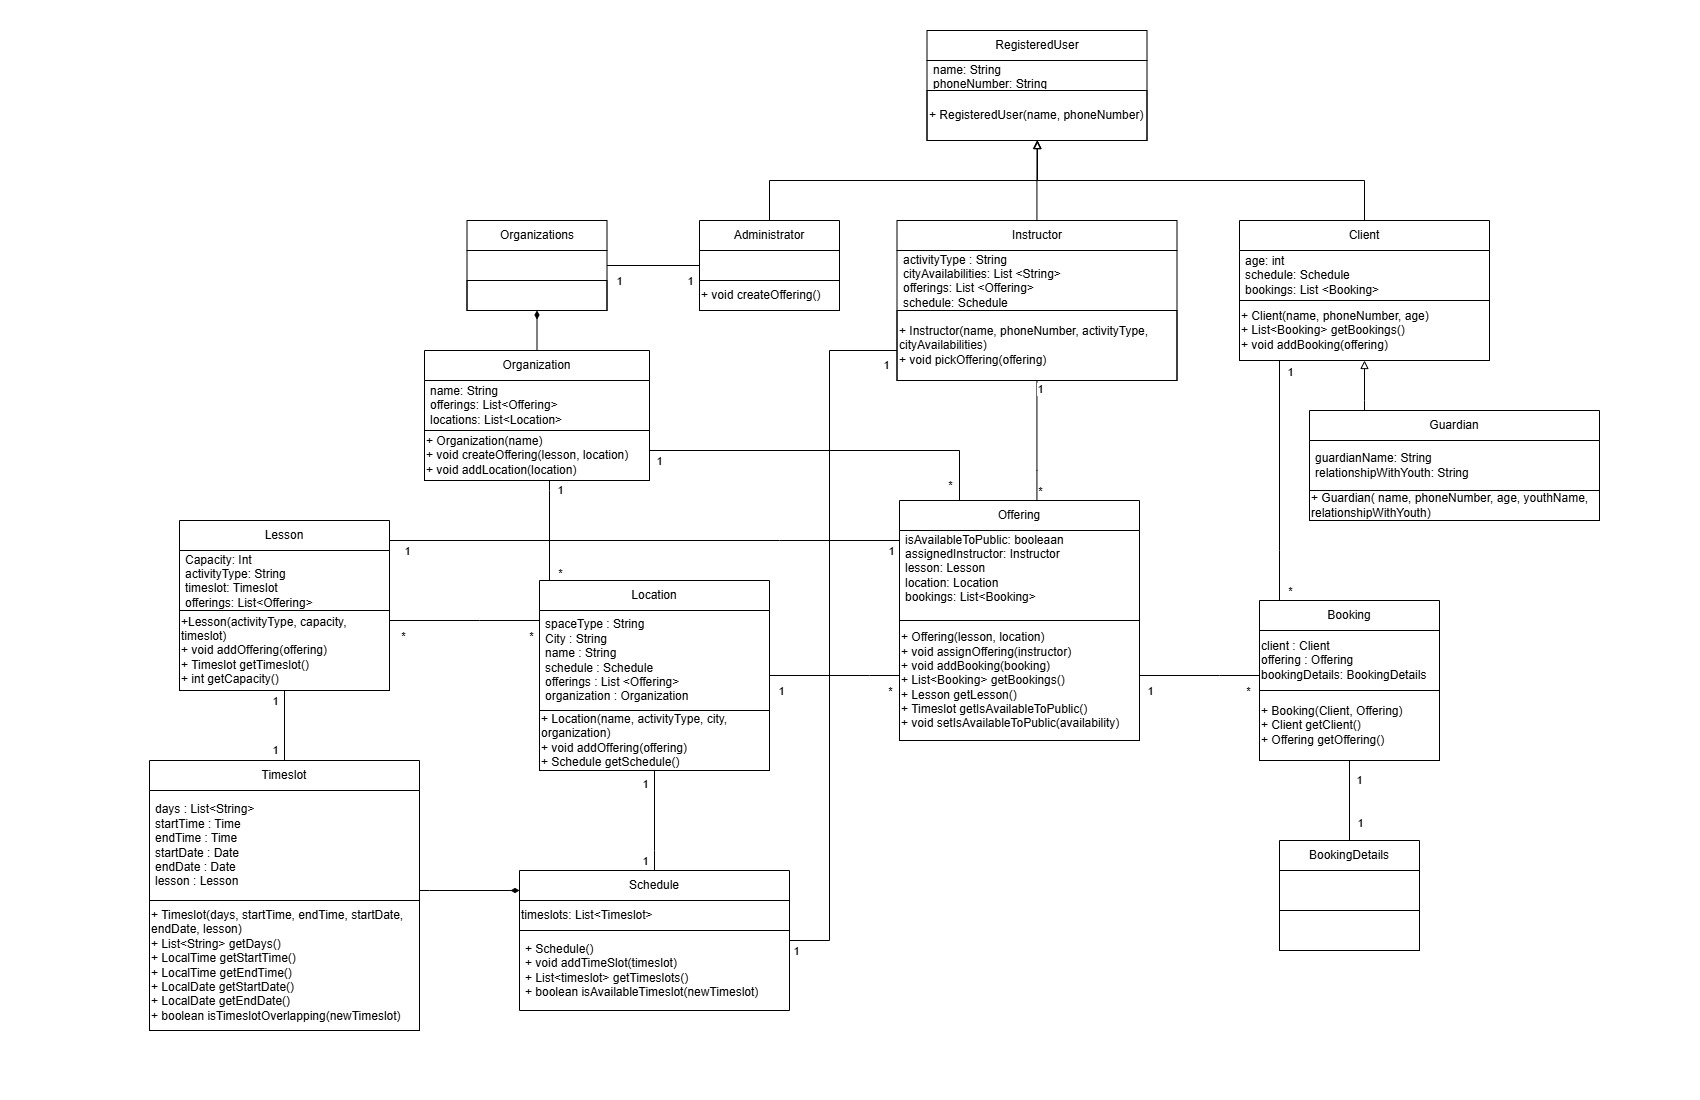 RegisteredUser
name: String
phoneNumber: String
+ RegisteredUser(name, phoneNumber)
Organizations
1
1
Administrator
+ void createOffering()
Instructor
activityType : String
cityAvailabilities: List <String>
offerings: List <Offering>
schedule: Schedule
+ Instructor(name, phoneNumber, activityType,
cityAvailabilities)
+ void pickOffering(offering)
1
1
*
Client
age: int
schedule: Schedule
bookings: List <Booking>
+ Client(name, phoneNumber, age)
+ List<Booking> getBookings()
+ void addBooking(offering)
1
*
Guardian
guardianName: String
relationshipWithYouth: String
+ Guardian( name, phoneNumber, age, youthName,
relationshipWithYouth)
Organization
name: String
offerings: List<Offering>
locations: List<Location>
+ Organization(name)
+ void createOffering(lesson, location)
+ void addLocation(location)
1
*
1
*
Lesson
Capacity: Int
activityType: String
timeslot: Timeslot
offerings: List<Offering>
+Lesson(activityType, capacity,
timeslot)
+ void addOffering(offering)
+ Timeslot getTimeslot()
+ int getCapacity()
1
1
*
*
1
1
Location
spaceType : String
City : String
name : String
schedule : Schedule
offerings : List <Offering>
organization : Organization
+ Location(name, activityType, city,
organization)
+ void addOffering(offering)
+ Schedule getSchedule()
1
*
1
1
Offering
isAvailableToPublic: booleaan
assignedInstructor: Instructor
lesson: Lesson
location: Location
bookings: List<Booking>
+ Offering(lesson, location)
+ void assignOffering(instructor)
+ void addBooking(booking)
+ List<Booking> getBookings()
+ Lesson getLesson()
+ Timeslot getIsAvailableToPublic()
+ void setIsAvailableToPublic(availability)
1
*
Booking
client : Client
offering : Offering
bookingDetails: BookingDetails
+ Booking(Client, Offering)
+ Client getClient()
+ Offering getOffering()
1
1
BookingDetails
Timeslot
days : List<String>
startTime : Time
endTime : Time
startDate : Date
endDate : Date
lesson : Lesson
+ Timeslot(days, startTime, endTime, startDate,
endDate, lesson)
+ List<String> getDays()
+ LocalTime getStartTime()
+ LocalTime getEndTime()
+ LocalDate getStartDate()
+ LocalDate getEndDate()
+ boolean isTimeslotOverlapping(newTimeslot)
Schedule
timeslots: List<Timeslot>
+ Schedule()
+ void addTimeSlot(timeslot)
+ List<timeslot> getTimeslots()
+ boolean isAvailableTimeslot(newTimeslot)
1